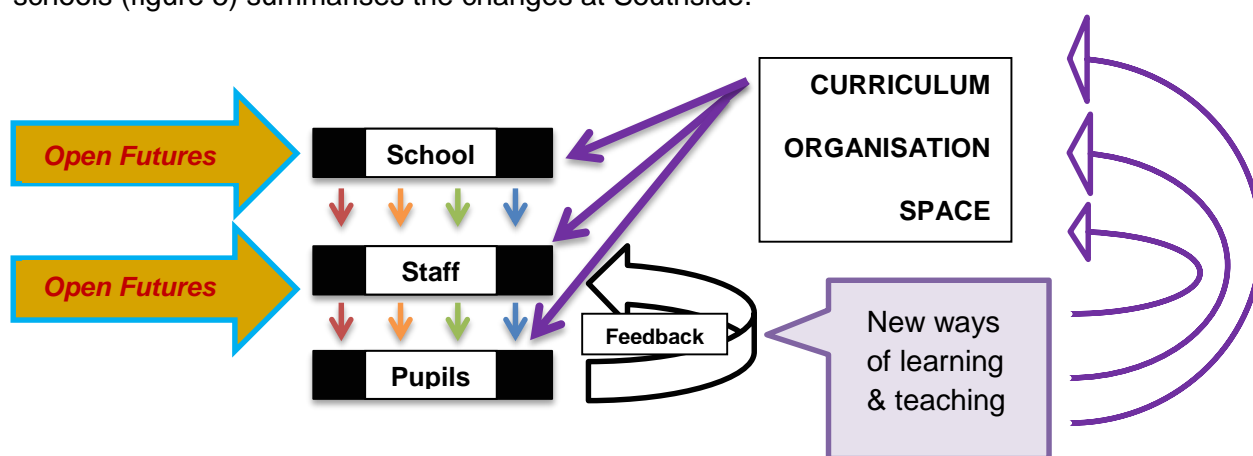 schools (figure 8) summarises the changes at Southside.
CURRICULUM
Open Futures
School
ORGANISATION
SPACE
Open Futures
Staff
Feedback
New ways
of learning
& teaching
Pupils